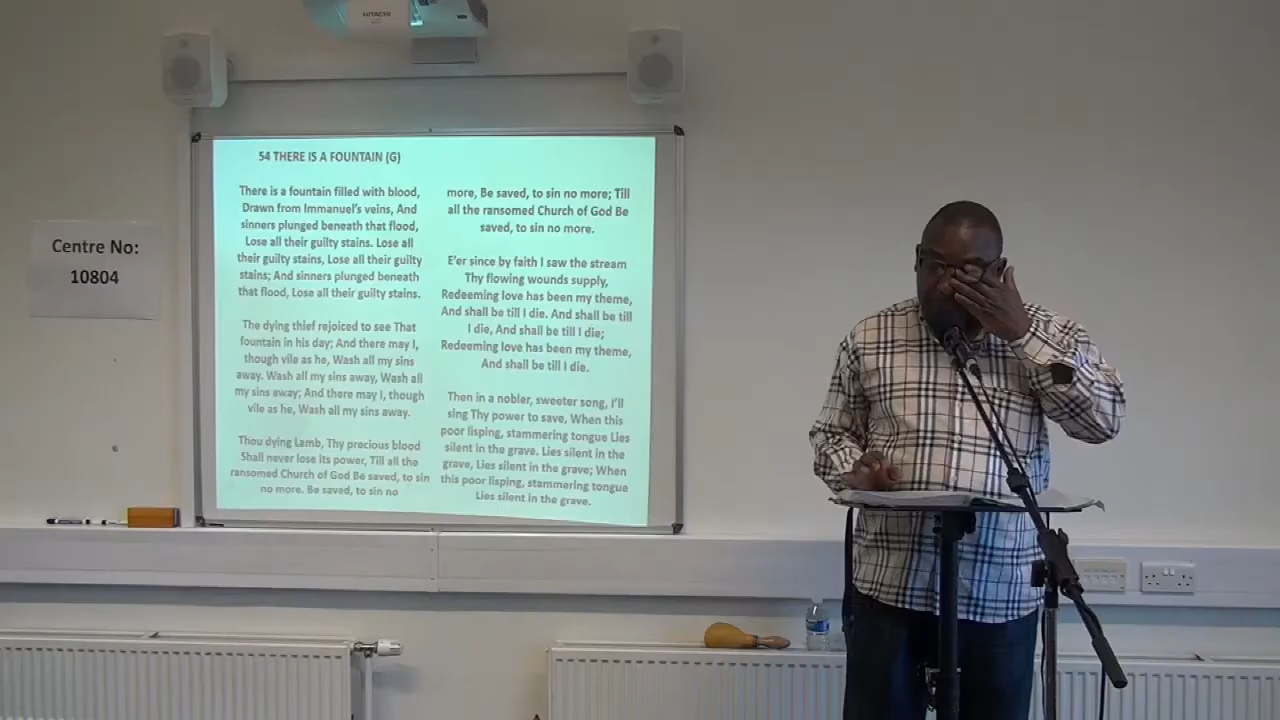 HITACHI
Centre No:
10804
54 THERE IS A FOUNTAIN (G)
There is a fountain filled with blood,
Drawn from Immanuel's veins, And
sinners plunged beneath that flood,
Lose all their guilty stains. Lose all
their guilty stains, Lose all their guilty
stains; And sinners plunged beneath
that flood, Lose all their guilty stains.
The dying thief rejoiced to see That
fountain in his day; And there may I,
though vile as he, Wash all my sins
away. Wash all my sins away, Wash all
my sins away; And there may I, though
vile as he, Wash all my sins away.
Thou dying Lamb, Thy precious blood
Shall never lose its power, Till all the
ransomed Church of God Be saved, to sin
no more. Be saved, to sin no
more, Be saved, to sin no more; Till
all the ransomed Church of God Be
saved, to sin no more.
E'er since by faith I saw the stream
Thy flowing wounds supply,
Redeeming love has been my theme,
And shall be till I die. And shall be till
I die, And shall be till I die;
Redeeming love has been my theme,
And shall be till I die.
Then in a nobler, sweeter song, I'll
sing Thy power to save, When this
poor lisping, stammering tongue Lies
silent in the grave. Lies silent in the
grave, Lies silent in the grave; When
this poor lisping, stammering tongue
Lies silent in the grave.